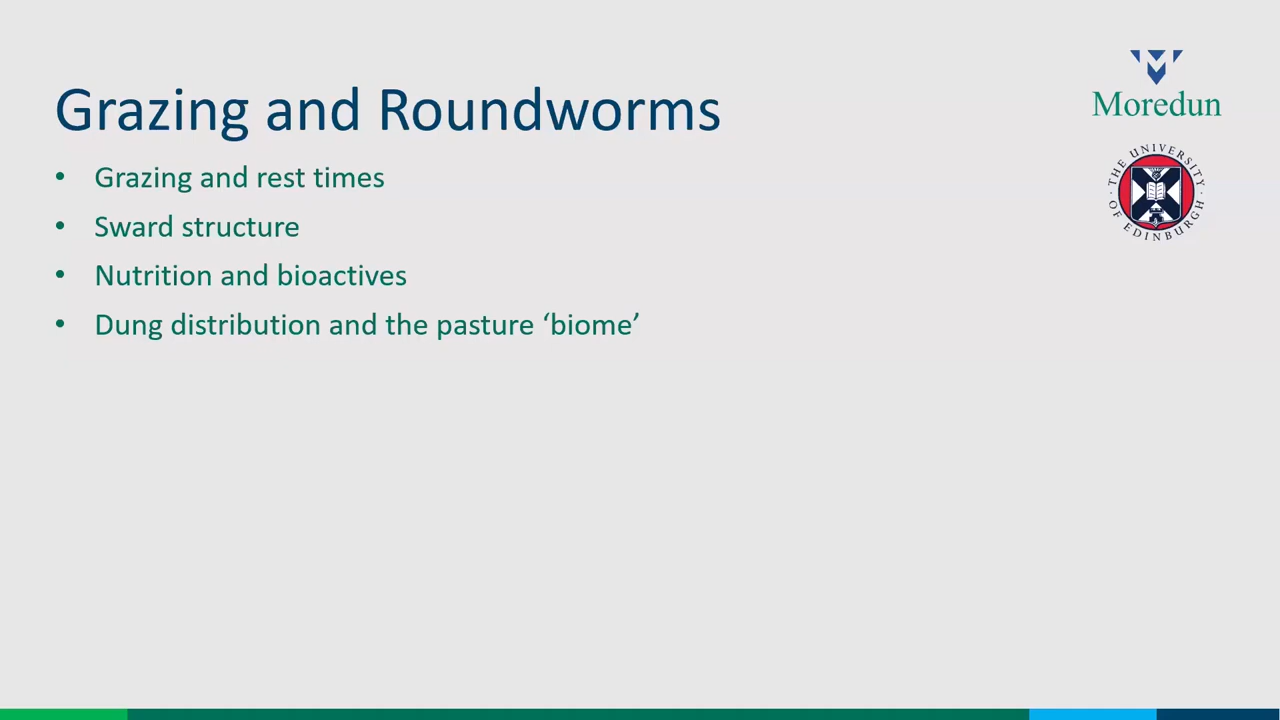 Grazing and Roundworms
• Grazing and rest times
• Sward structure
• Nutrition and bioactives
• Dung distribution and the pasture ‘biome’
Moredun
THE UNIVERSITY
OF EDINBURGH